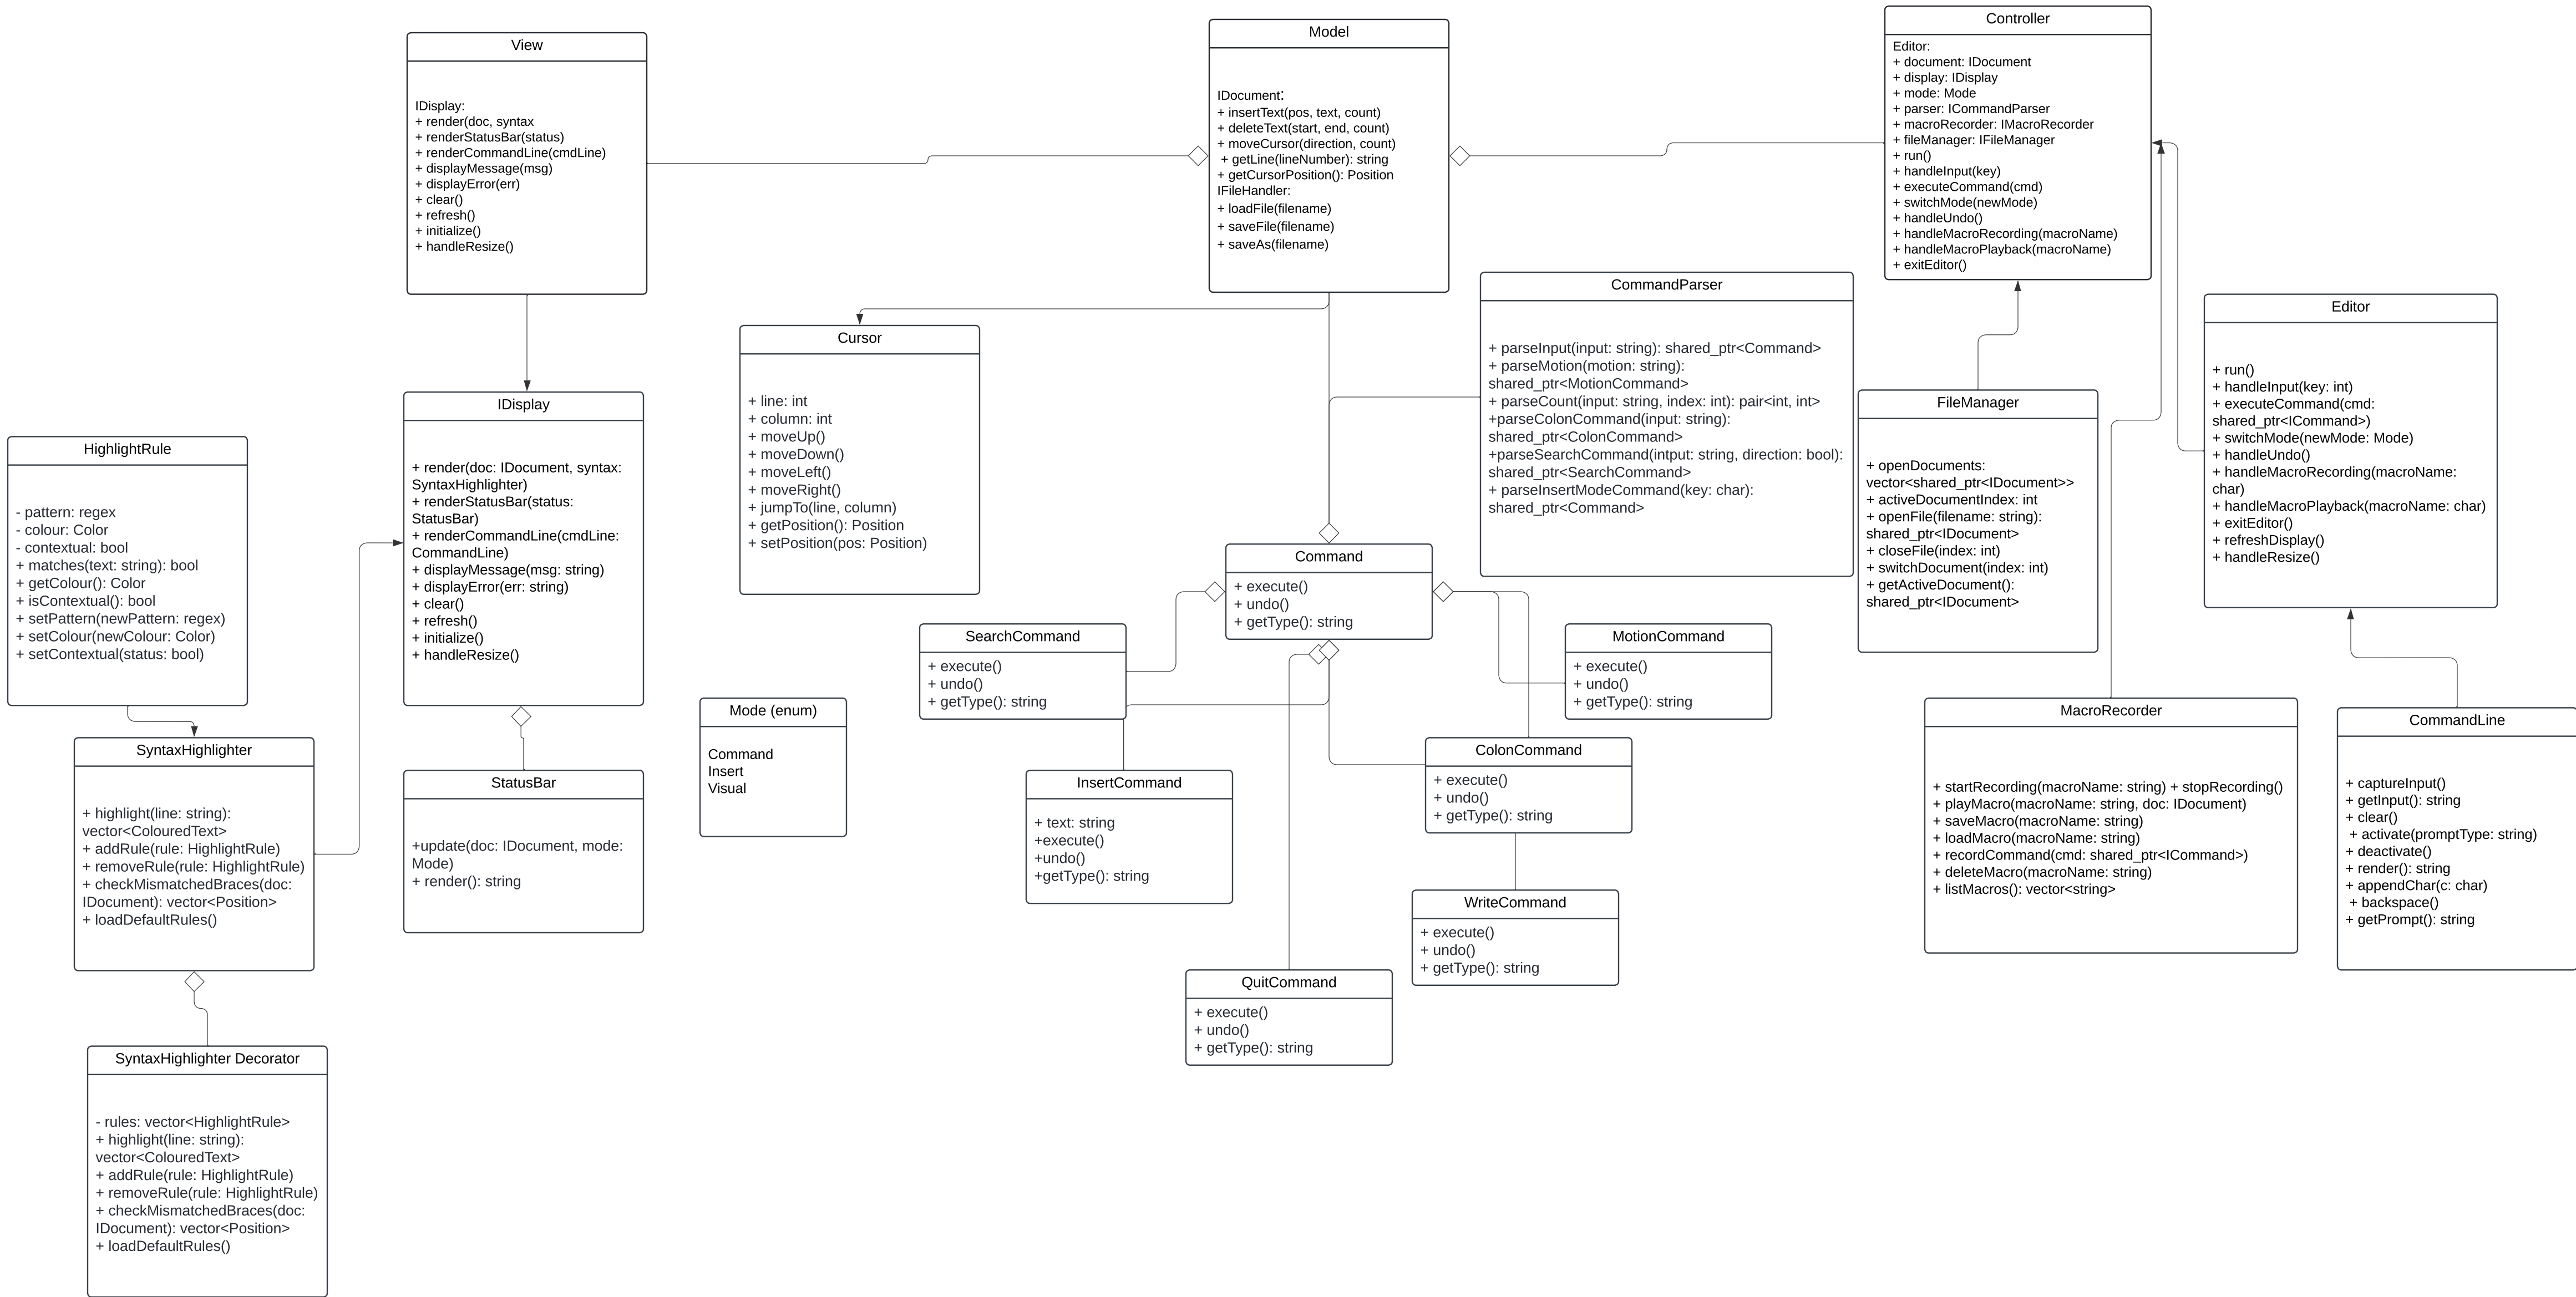 View
IDisplay:
+ render(doc, syntax
+ renderStatusBar(status)
+ renderCommandLine(cmdLine)
+ displayMessage(msg)
+ displayError(err)
+ clear()
+ refresh()
+ initialize()
+ handleResize()
Model
IDocument:
+ insertText(pos, text, count)
+ deleteText(start, end, count)
+ moveCursor(direction, count)
+ getLine(lineNumber): string
+ getCursorPosition(): Position
IFileHandler:
+ loadFile(filename)
+ saveFile(filename)
+ saveAs(filename)
Controller
Editor:
+ document: IDocument
+ display: IDisplay
+ mode: Mode
+ parser: ICommandParser
+ macroRecorder: IMacroRecorder
+ fileManager: IFileManager
+ run()
+ handleInput(key)
+ executeCommand(cmd)
+ switchMode(newMode)
+ handleUndo()
+ handleMacroRecording(macroName)
+ handleMacroPlayback(macroName)
+ exitEditor()
CommandParser
+ parseInput(input: string): shared_ptr<Command>
+ parseMotion(motion: string):
shared_ptr<MotionCommand>
+ parseCount(input: string, index: int): pair<int, int>
+parseColonCommand(input: string):
shared_ptr<ColonCommand>
+parseSearchCommand(intput: string, direction: bool):
shared_ptr<SearchCommand>
+ parseInsertModeCommand(key: char):
shared_ptr<Command>
Editor
+ run()
+ handleInput(key: int)
+ executeCommand(cmd:
shared_ptr<ICommand>)
+ switchMode(newMode: Mode)
+ handleUndo()
+ handleMacroRecording(macroName:
char)
+ handleMacroPlayback(macroName: char)
+ exitEditor()
+ refreshDisplay()
+ handleResize()
Cursor
+ line: int
+ column: int
+ moveUp()
+ moveDown()
+ moveLeft()
+ moveRight()
+ jumpTo(line, column)
+ getPosition(): Position
+ setPosition(pos: Position)
IDisplay
+ render(doc: IDocument, syntax:
SyntaxHighlighter)
+ renderStatusBar(status:
StatusBar)
+ renderCommandLine(cmdLine:
CommandLine)
+ displayMessage(msg: string)
+ displayError(err: string)
+ clear()
+ refresh()
+ initialize()
+ handleResize()
FileManager
+ openDocuments:
vector<shared_ptr<IDocument>>
+ activeDocumentIndex: int
+ openFile(filename: string):
shared_ptr<IDocument>
+ closeFile(index: int)
+ switchDocument(index: int)
+ getActiveDocument():
shared_ptr<IDocument>
HighlightRule
- pattern: regex
- colour: Color
- contextual: bool
+ matches(text: string): bool
+ getColour(): Color
+ isContextual(): bool
+ setPattern(newPattern: regex)
+ setColour(newColour: Color)
+ setContextual(status: bool)
Command
+ execute()
+ undo()
+ getType(): string
SearchCommand
+ execute()
+ undo()
+ getType(): string
MotionCommand
+ execute()
+ undo()
+ getType(): string
Mode (enum)
Command
Insert
Visual
MacroRecorder
+ startRecording(macroName: string) + stopRecording()
+ playMacro(macroName: string, doc: IDocument)
+ saveMacro(macroName: string)
+ loadMacro(macroName: string)
+ recordCommand(cmd: shared_ptr<ICommand>)
+ deleteMacro(macroName: string)
+ listMacros(): vector<string>
CommandLine
+ captureInput()
+ getInput(): string
+ clear()
+ activate(promptType: string)
+ deactivate()
+ render(): string
+ appendChar(c: char)
+ backspace()
+ getPrompt(): string
SyntaxHighlighter
+ highlight(line: string):
vector<ColouredText>
+ addRule(rule: HighlightRule)
+ removeRule(rule: HighlightRule)
+ checkMismatchedBraces(doc:
IDocument): vector<Position>
+ loadDefaultRules()
ColonCommand
+ execute()
+ undo()
+ getType(): string
StatusBar
+update(doc: IDocument, mode:
Mode)
+ render(): string
InsertCommand
+ text: string
+execute()
+undo()
+getType(): string
WriteCommand
+ execute()
+ undo()
+ getType(): string
QuitCommand
+ execute()
+ undo()
+ getType(): string
SyntaxHighlighter Decorator
- rules: vector<HighlightRule>
+ highlight(line: string):
vector<ColouredText>
+ addRule(rule: HighlightRule)
+ removeRule(rule: HighlightRule)
+ checkMismatchedBraces(doc:
IDocument): vector<Position>
+ loadDefaultRules()